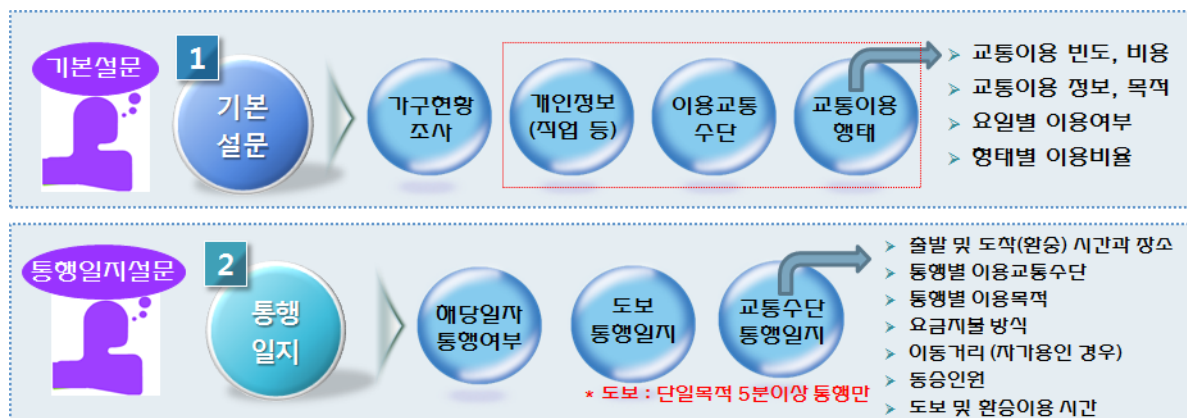 기본설문
1
기본
설문
가구현황
조사
개인정보
(직업 등)
이용교통
수단
교통이용
행태
교통이용 빈도, 비용
교통이용 정보, 목적
요일별 이용여부
형태별 이용비율
통행일지설문
2
통행
일지
해당일자
통행여부
도보
통행일지
교통수단
통행일지
* 도보 : 단일목적 5분이상 통행만
출발 및 도착(환승) 시간과 장소
통행별 이용교통수단
통행별 이용목적
요금지불 방식
이동거리 (자가용인 경우)
동승인원
도보 및 환승이용 시간